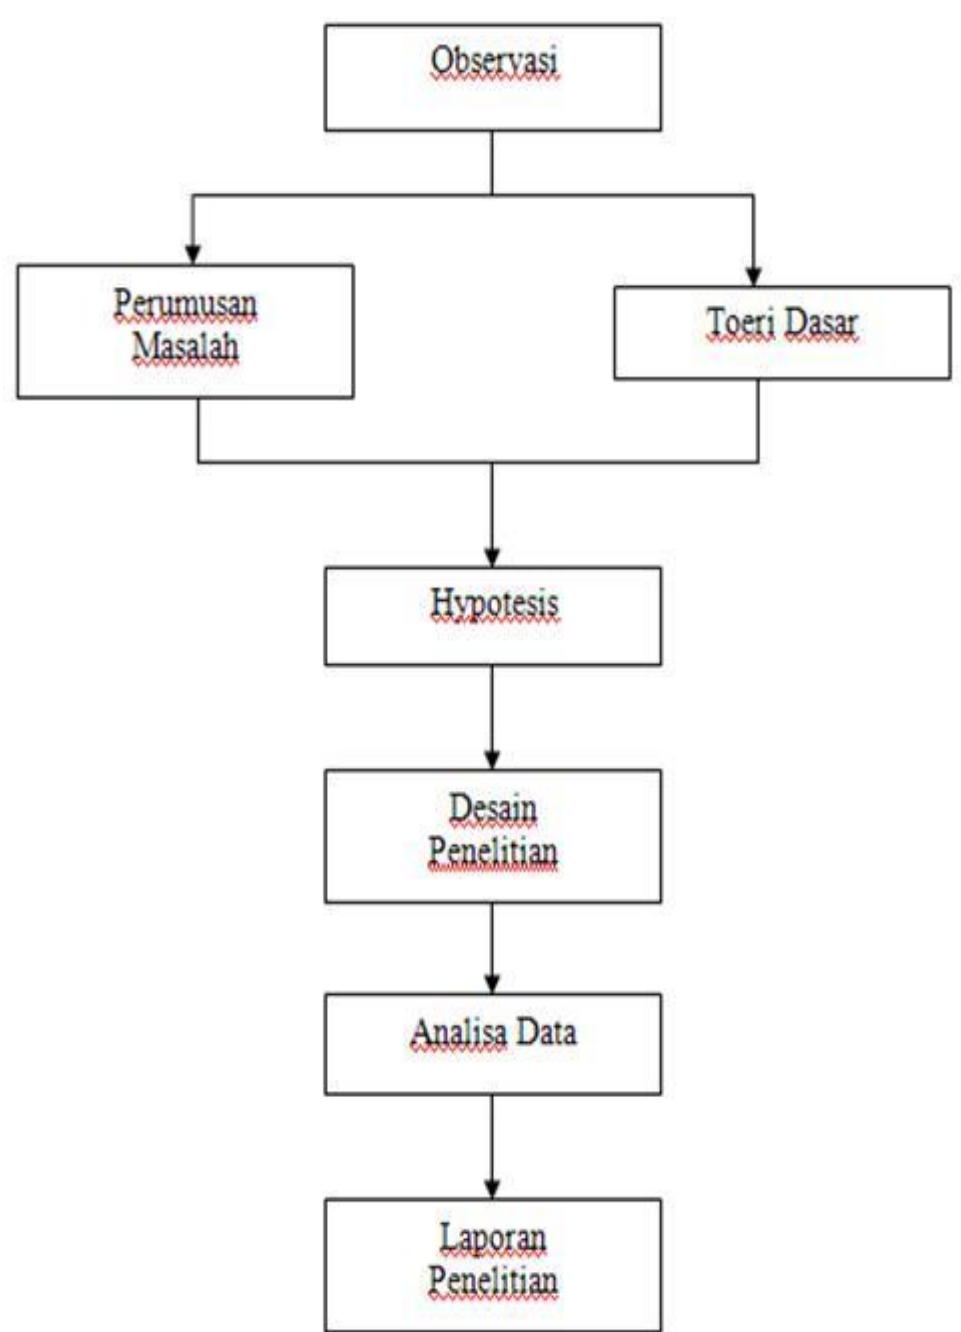 Observasi
Perumusan
Masalah
Toeri Dasar
Hypotesis
Desain
Penelitian
Analisa Data
Laporan
Penelitian